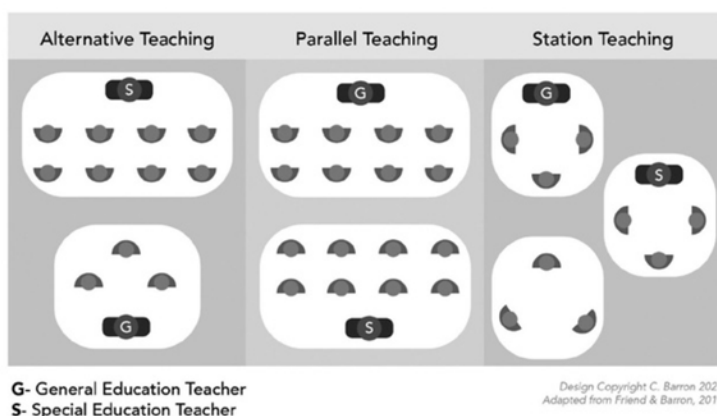 Alternative Teaching
Parallel Teaching
Station Teaching
S
G
G
S
G
S
G- General Education Teacher
S- Special Education Teacher
Design Copyright C. Barron 202
Adapted from Friend & Barron, 201